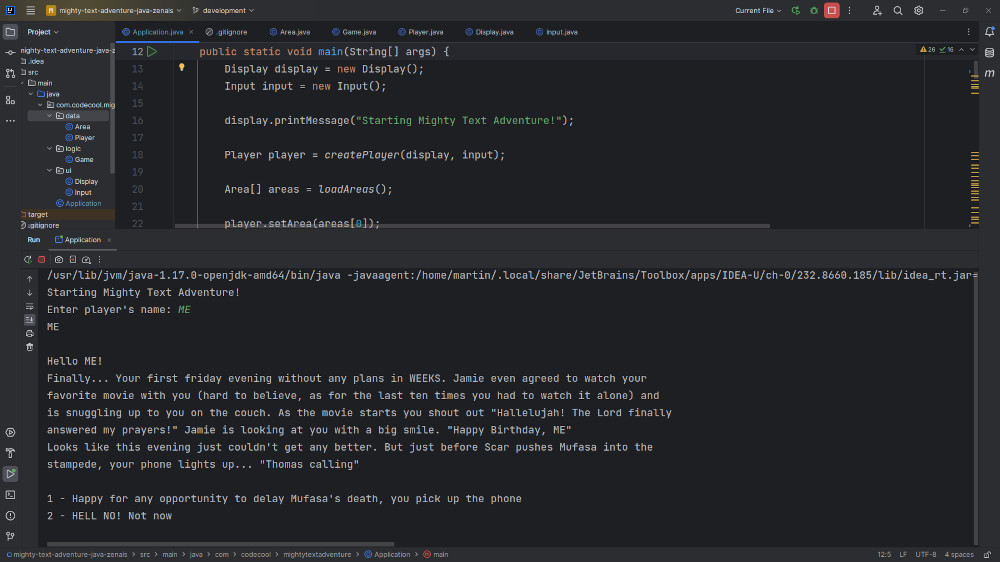 mighty-text-adventure-java-zenais
development
Current File
Project
Application.java
.gitignore
Area.java
Game.java
Player.java
Display.java
Input.java
mighty-text-adventure-java-z
.idea
src
main
java
com.codecool.mig
data
Area
Player
logic
Game
ui
Display
Input
Application
target
.gitignore
26 16
12 public static void main(String[] args) {
13 Display display = new Display();
14 Input input = new Input();
15
16 display.printMessage("Starting Mighty Text Adventure!");
17
18 Player player = createPlayer(display, input);
19
20 Area[] areas = loadAreas();
21
22 player.setArea(areas[0]);
Run Application
/usr/lib/jvm/java-1.17.0-openjdk-amd64/bin/java -javaagent:/home/martin/.local/share/JetBrains/Toolbox/apps/IDEA-U/ch-0/232.8660.185/lib/idea_rt.jar=
Starting Mighty Text Adventure!
Enter player's name: ME
ME
Hello ME!
Finally... Your first friday evening without any plans in WEEKS. Jamie even agreed to watch your
favorite movie with you (hard to believe, as for the last ten times you had to watch it alone) and
is snuggling up to you on the couch. As the movie starts you shout out "Hallelujah! The Lord finally
answered my prayers!" Jamie is looking at you with a big smile. "Happy Birthday, ME"
Looks like this evening just couldn't get any better. But just before Scar pushes Mufasa into the
stampede, your phone lights up... "Thomas calling"
1 - Happy for any opportunity to delay Mufasa's death, you pick up the phone
2 - HELL NO! Not now
mighty-text-adventure-java-zenais > src > main > java > com > codecool > mightytextadventure > Application > main
12:5 LF UTF-8 4 spaces